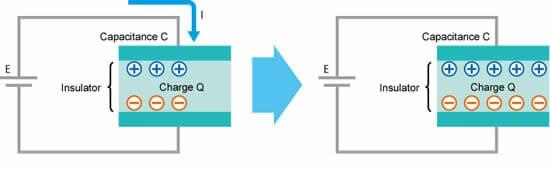 I
Capacitance C
E
Insulator
Charge Q
Capacitance C
E
Insulator
Charge Q